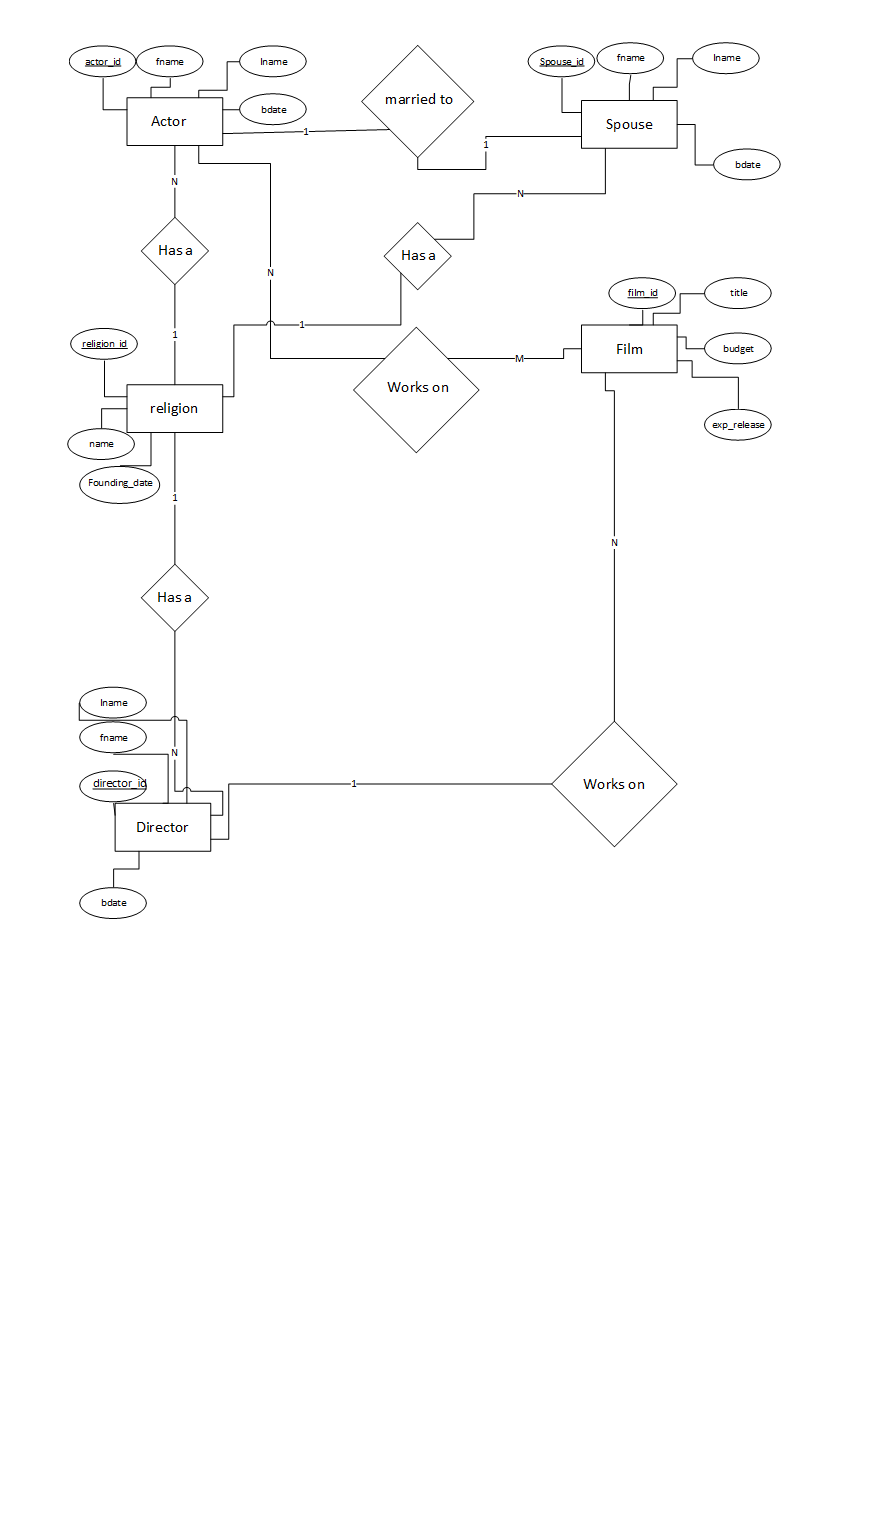 actor_id
fname
lname
bdate
Actor
1
married to
1
Spouse_id
fname
lname
Spouse
bdate
N
Has a
1
N
N
Has a
1
religion_id
religion
name
Founding_date
Works on
M
film_id
title
Film
budget
exp_release
1
Has a
N
N
lname
fname
director_id
Director
bdate
1
Works on